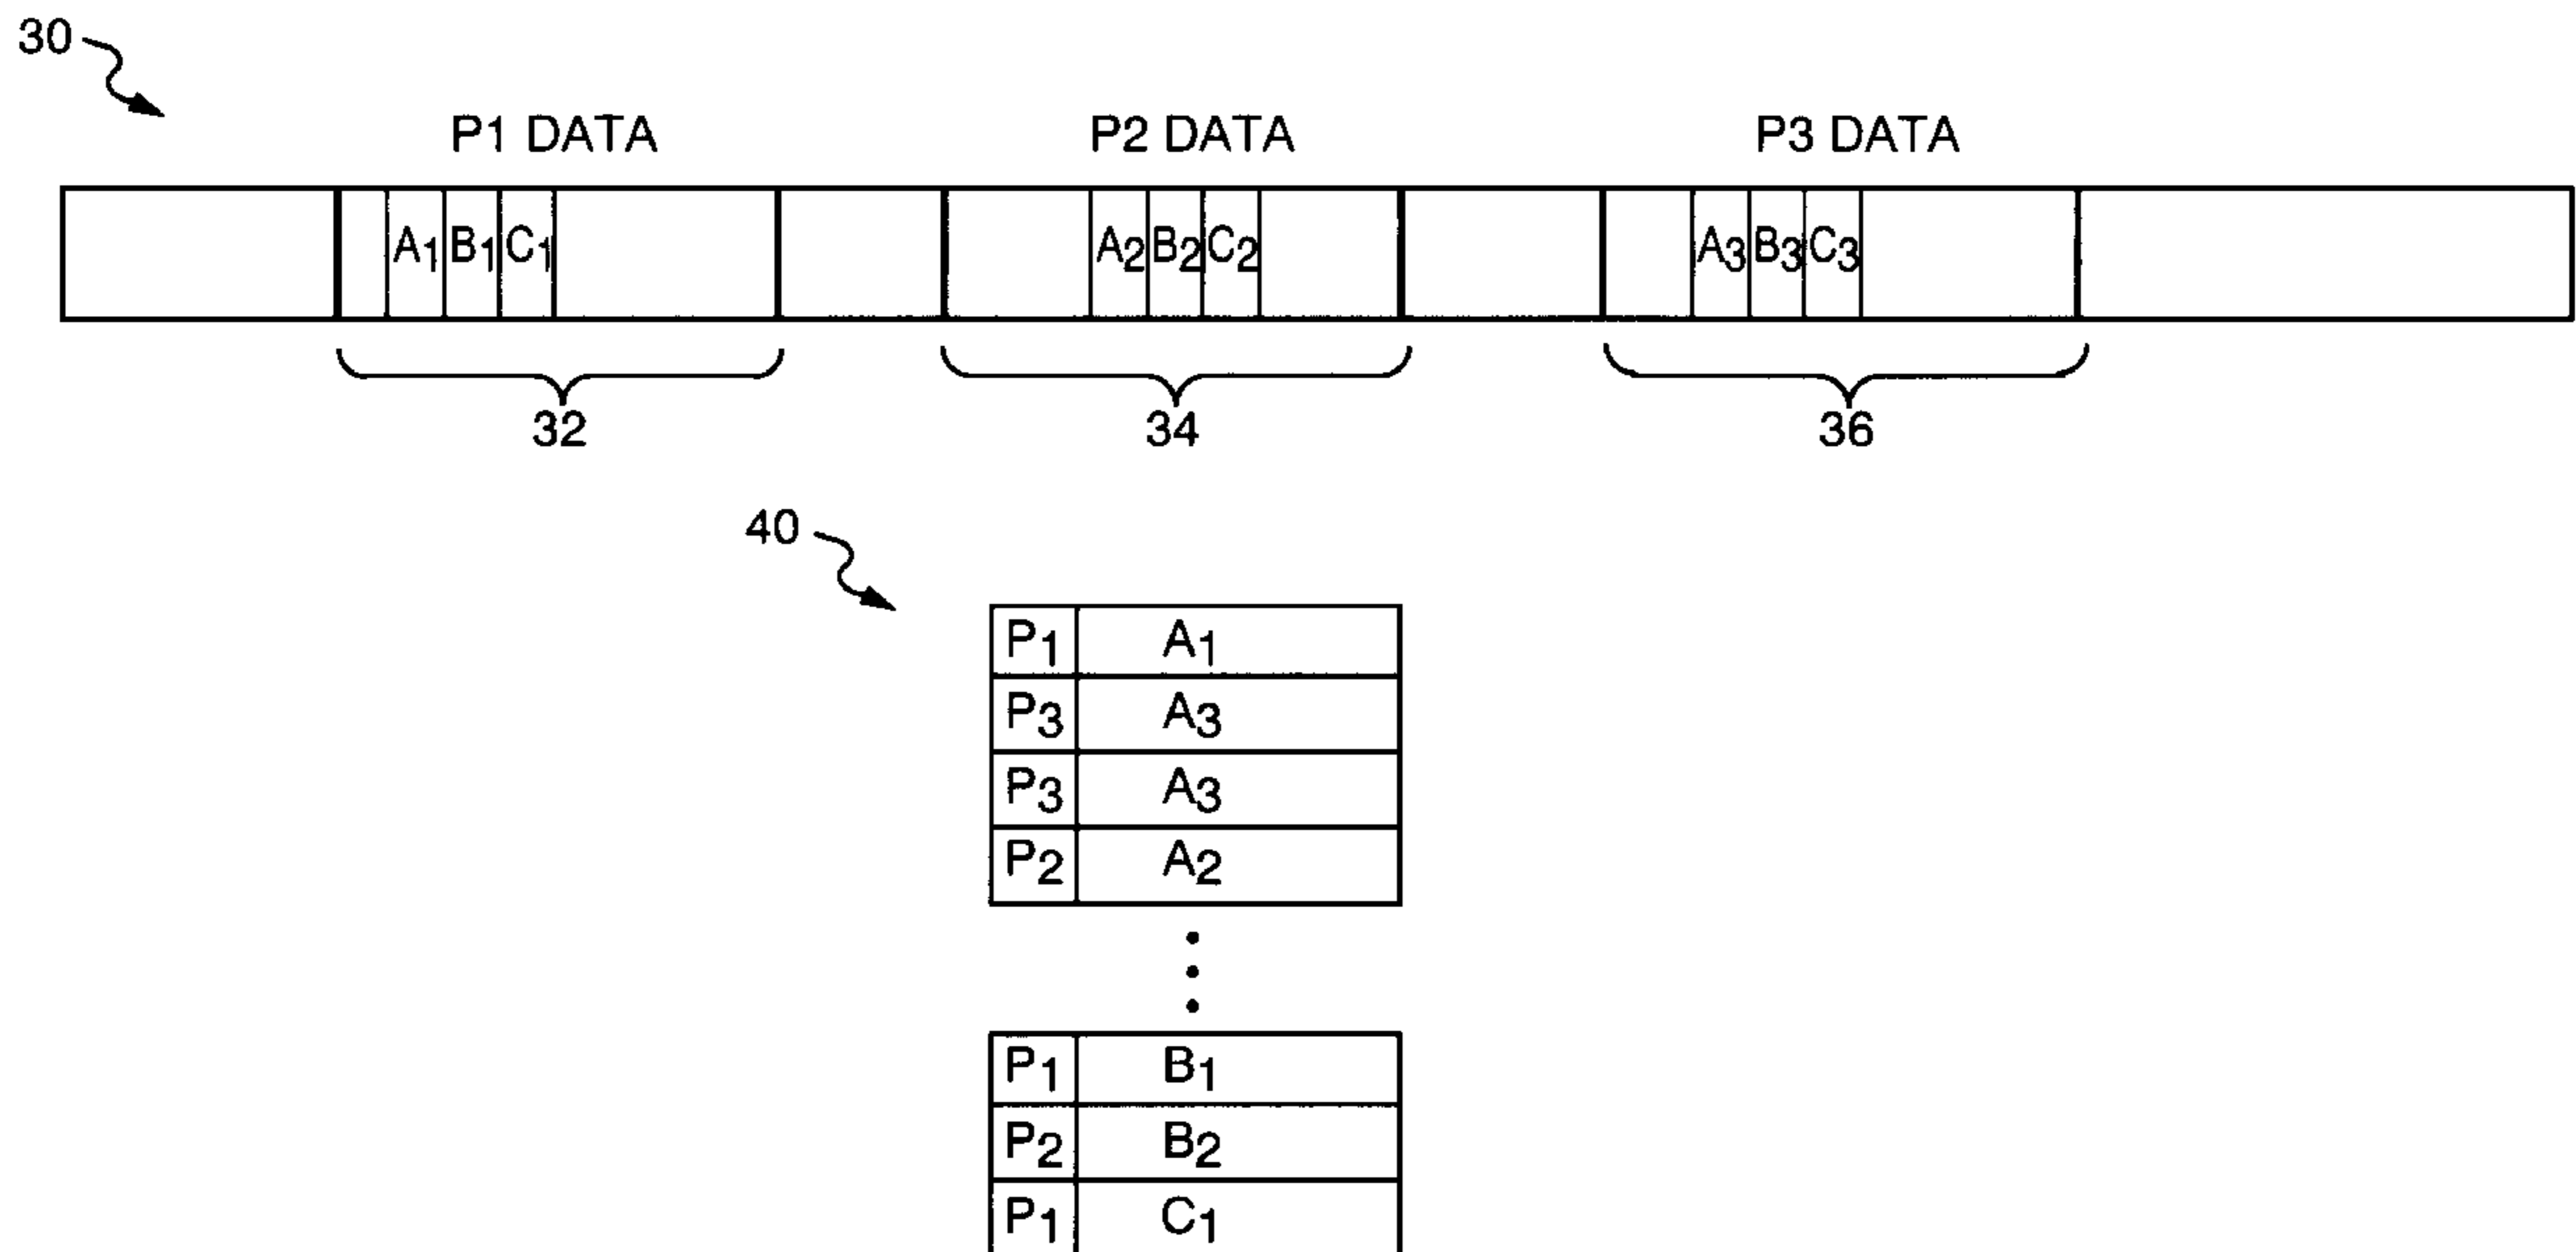 30
P1 DATA P2 DATA P3 DATA
A1 B1 C1 A2 B2 C2 A3 B3 C3
32 34 36
40
P1 A1
P3 A3
P3 A3
P2 A2
P1 B1
P2 B2
P1 C1